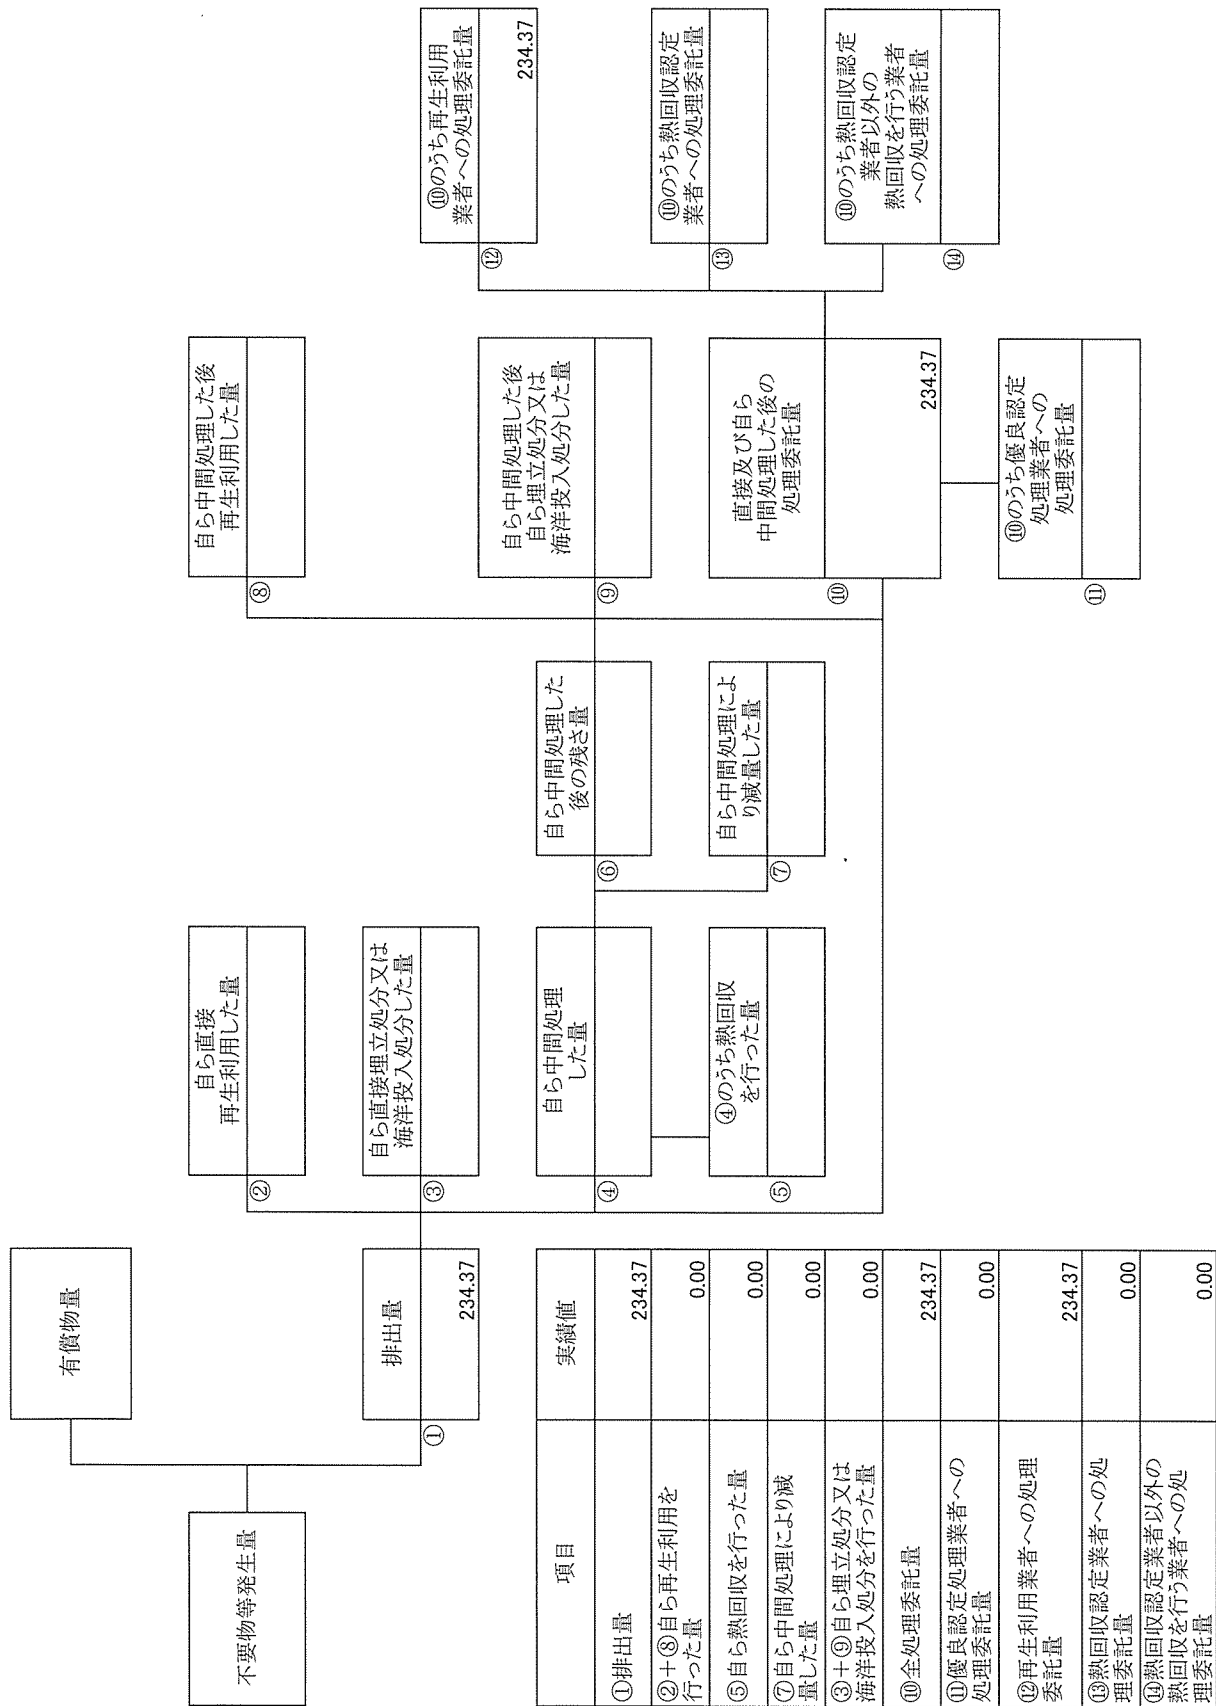 有償物量
不要物等発生量
①
排出量
234.37
②
自ら直接
再生利用した量
③
自ら直接埋立処分又は
海洋投入処分した量
④
自ら中間処理
した量
⑤
④のうち熱回収
を行った量
⑥
自ら中間処理した
後の残さ量
⑦
自ら中間処理によ
り減量した量
⑧
自ら中間処理した後
再生利用した量
⑨
自ら中間処理した後
自ら埋立処分又は
海洋投入処分した量
⑩
直接及び自ら
中間処理した後の
処理委託量
234.37
⑪
⑩のうち優良認定
処理業者への
処理委託量
⑫
⑩のうち再生利用
業者への処理委託量
234.37
⑬
⑩のうち熱回収認定
業者への処理委託量
⑭
⑩のうち熱回収認定
業者以外の
熱回収を行う業者
への処理委託量
項目 実績値
①排出量 234.37
②+⑧自ら再生利用を
行った量 0.00
⑤自ら熱回収を行った量 0.00
⑦自ら中間処理により減
量した量 0.00
③+⑨自ら埋立処分又は
海洋投入処分を行った量 0.00
⑩全処理委託量 234.37
⑪優良認定処理業者への
処理委託量 0.00
⑫再生利用業者への処理
委託量 234.37
⑬熱回収認定業者への処
理委託量 0.00
⑭熱回収認定業者以外の
熱回収を行う業者への処
理委託量 0.00